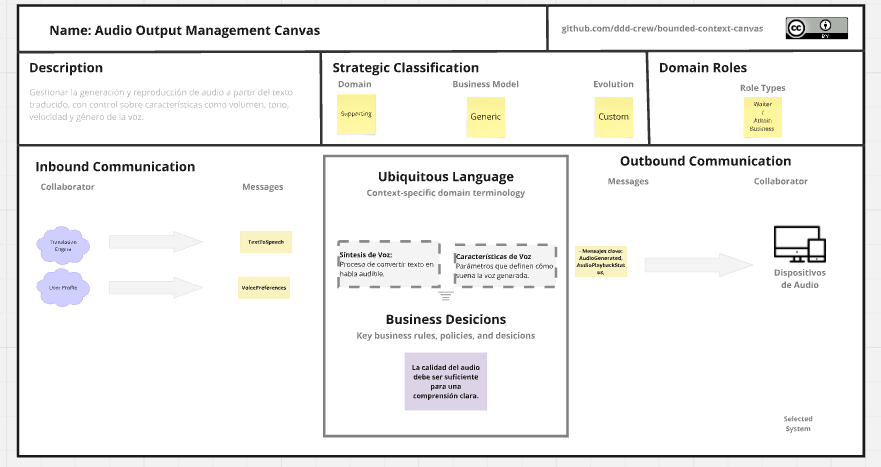 Name: Audio Output Management Canvas
github.com/ddd-crew/bounded-context-canvas
cc
BY
Description
Gestionar la generación y reproducción de audio a partir del texto
traducido, con control sobre características como volumen, tono,
velocidad y género de la voz.
Strategic Classification
Domain
Business Model
Evolution
Supporting
Generic
Custom
Domain Roles
Role Types
Waiter
/
Admin
Business
Inbound Communication
Collaborator
Messages
Translation
Engine
TextToSpeech
User Profile
VoicePreferences
Ubiquitous Language
Context-specific domain terminology
Síntesis de Voz:
Proceso de convertir texto en
habla audible.
Características de Voz
Parámetros que definen cómo
suena la voz generada.
Business Desicions
Key business rules, policies, and desicions
La calidad del audio
debe ser suficiente
para una
comprensión clara.
Outbound Communication
Messages
Collaborator
- Mensajes clave:
AudioGenerated,
AudioPlaybackStat
us,
Dispositivos
de Audio
Selected
System